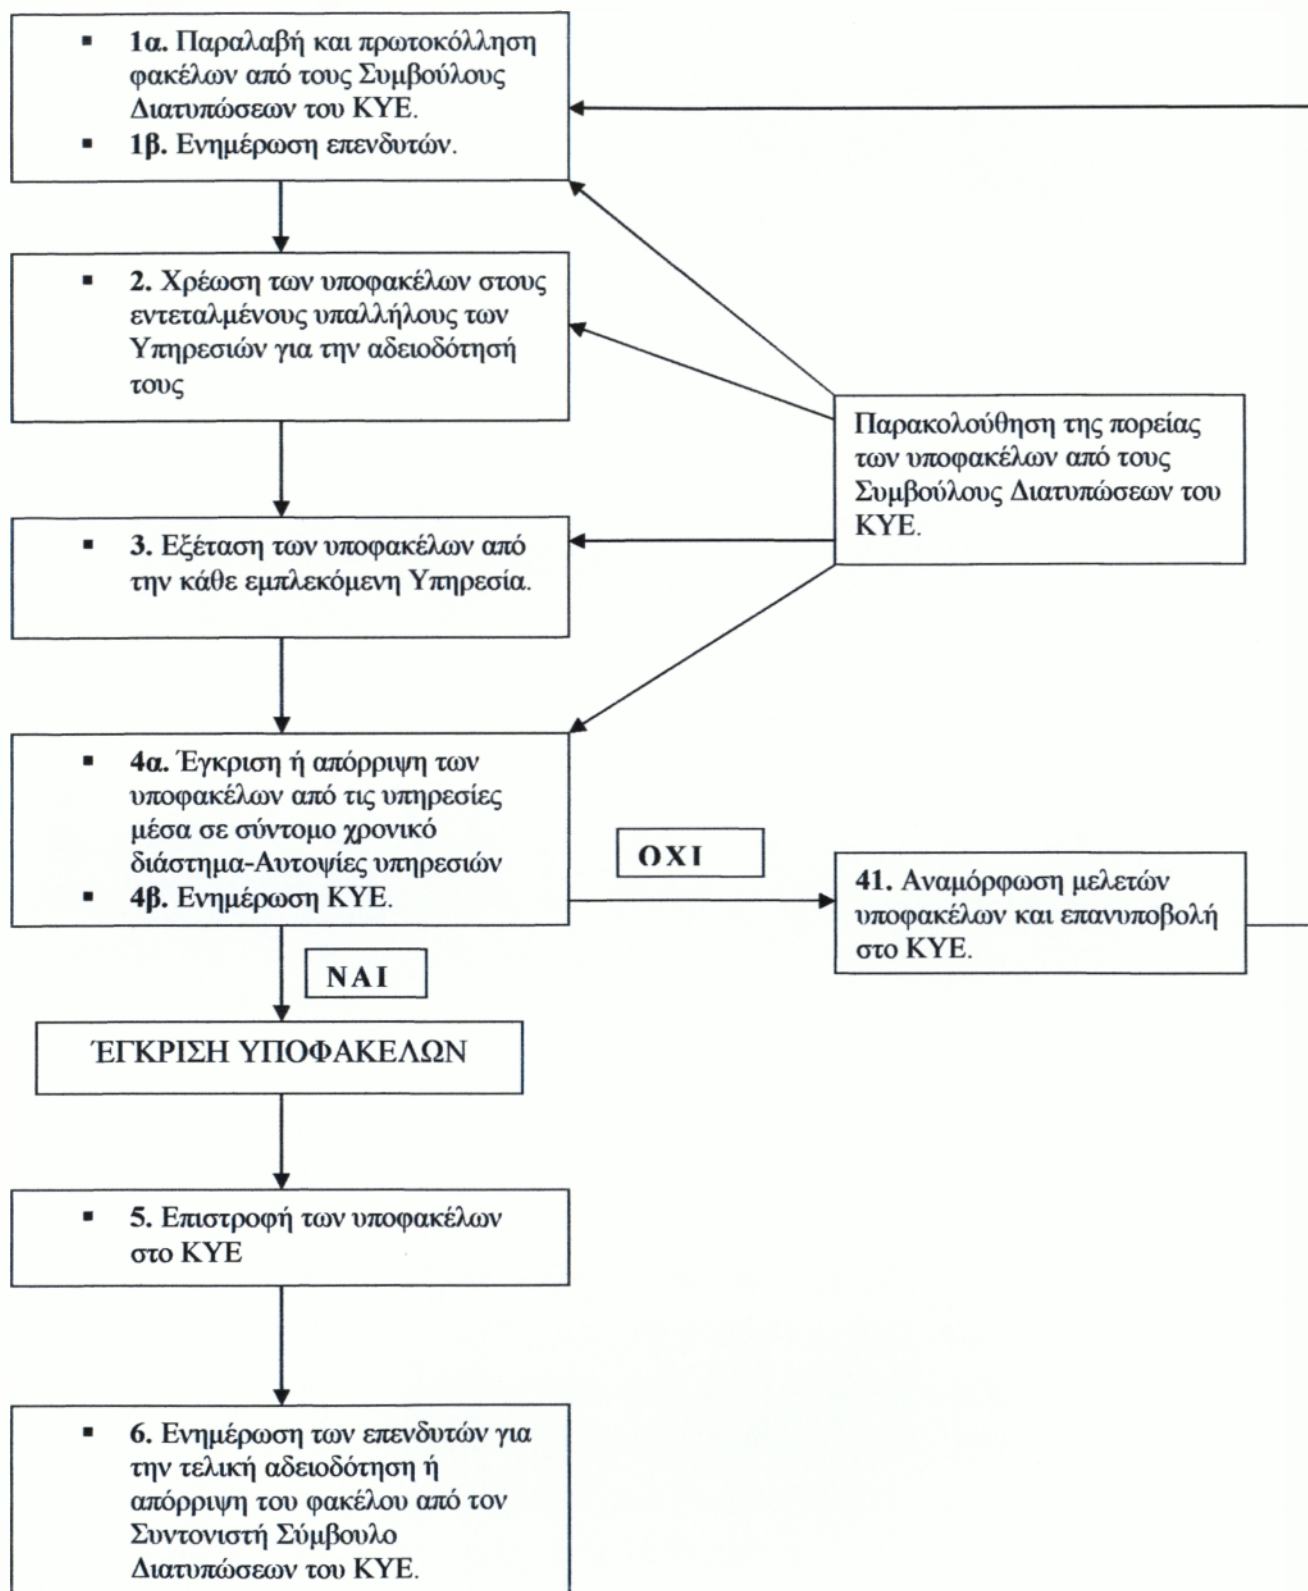 ▪ 1α. Παραλαβή και πρωτοκόλληση
φακέλων από τους Συμβούλους
Διατυπώσεων του ΚΥΕ.
▪ 1β. Ενημέρωση επενδυτών.
▪ 2. Χρέωση των υποφακέλων στους
εντεταλμένους υπαλλήλους των
Υπηρεσιών για την αδειοδότησή
τους
Παρακολούθηση της πορείας
των υποφακέλων από τους
Συμβούλους Διατυπώσεων του
ΚΥΕ.
▪ 3. Εξέταση των υποφακέλων από
την κάθε εμπλεκόμενη Υπηρεσία.
▪ 4α. Έγκριση ή απόρριψη των
υποφακέλων από τις υπηρεσίες
μέσα σε σύντομο χρονικό
διάστημα-Αυτοψίες υπηρεσιών
▪ 4β. Ενημέρωση ΚΥΕ.
ΟΧΙ
41. Αναμόρφωση μελετών
υποφακέλων και επανυποβολή
στο ΚΥΕ.
ΝΑΙ
ΈΓΚΡΙΣΗ ΥΠΟΦΑΚΕΛΩΝ
▪ 5. Επιστροφή των υποφακέλων
στο ΚΥΕ
▪ 6. Ενημέρωση των επενδυτών για
την τελική αδειοδότηση ή
απόρριψη του φακέλου από τον
Συντονιστή Σύμβουλο
Διατυπώσεων του ΚΥΕ.